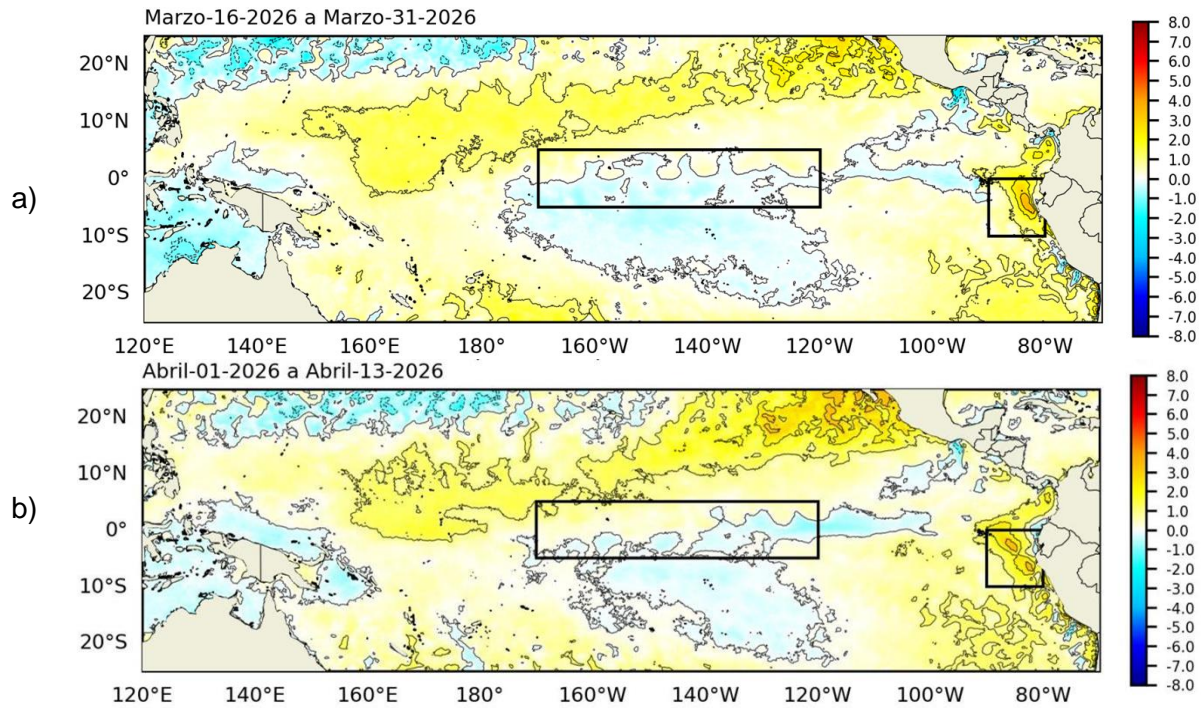 Marzo-16-2026 a Marzo-31-2026
a)
20°N
10°N
0°
10°S
20°S
120°E 140°E 160°E 180° 160°W 140°W 120°W 100°W 80°W
8.0
7.0
6.0
5.0
4.0
3.0
2.0
1.0
0.0
-1.0
-2.0
-3.0
-4.0
-5.0
-6.0
-7.0
-8.0
Abril-01-2026 a Abril-13-2026
b)
20°N
10°N
0°
10°S
20°S
120°E 140°E 160°E 180° 160°W 140°W 120°W 100°W 80°W
8.0
7.0
6.0
5.0
4.0
3.0
2.0
1.0
0.0
-1.0
-2.0
-3.0
-4.0
-5.0
-6.0
-7.0
-8.0